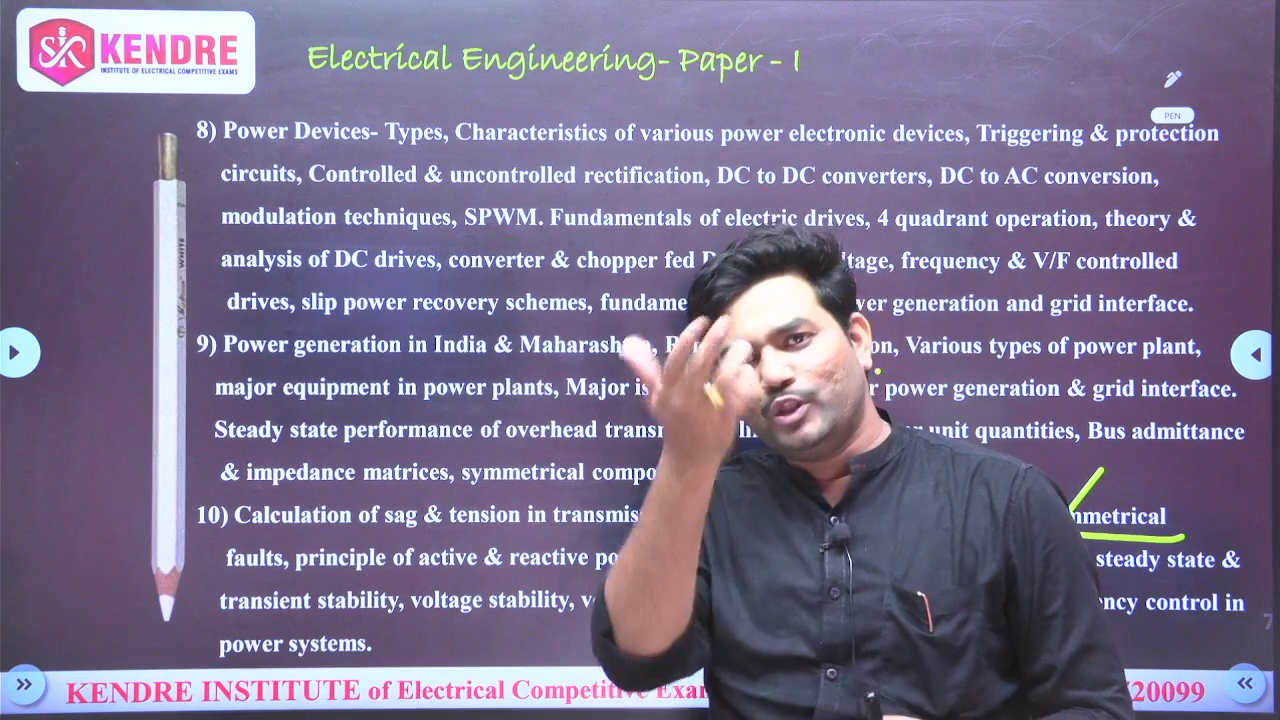 KENDRE
INSTITUTE OF ELECTRICAL COMPETITIVE EXAMS
Electrical Engineering- Paper - I
PEN
8) Power Devices- Types, Characteristics of various power electronic devices, Triggering & protection
circuits, Controlled & uncontrolled rectification, DC to DC converters, DC to AC conversion,
modulation techniques, SPWM. Fundamentals of electric drives, 4 quadrant operation, theory &
analysis of DC drives, converter & chopper fed frequency & V/F controlled
drives, slip power recovery schemes, generation and grid interface.
9) Power generation in India & Various types of power plant,
major equipment in power plants, Major power generation & grid interface.
Steady state performance of overhead unit quantities, Bus admittance
& impedance matrices, symmetrical
10) Calculation of sag & tension in
faults, principle of active & reactive steady state &
transient stability, voltage stability, control in
power systems.
KENDRE INSTITUTE of Electrical Competitive
WHITE